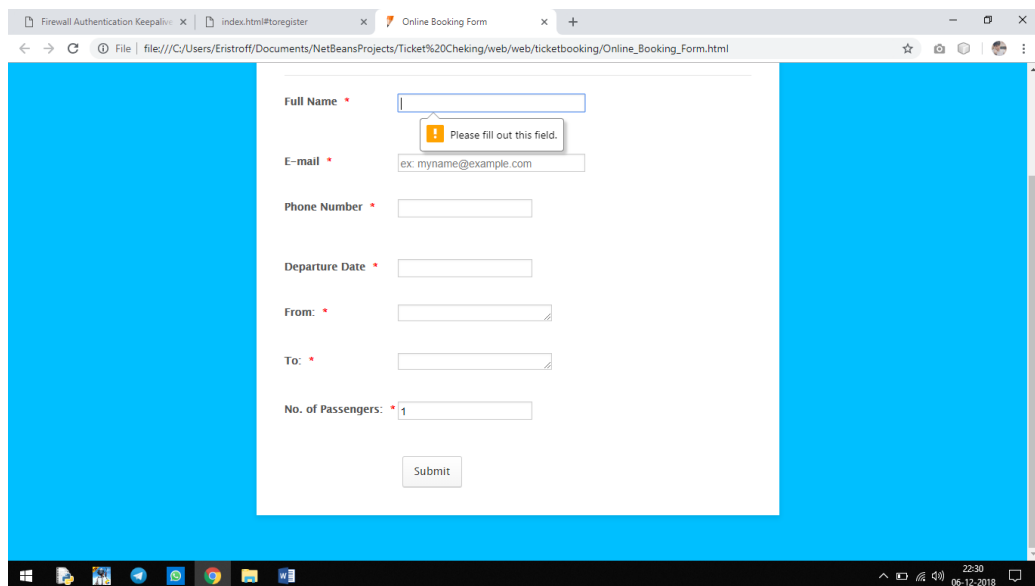 Firewall Authentication Keepalive
index.html#toregister
Online Booking Form
File file:///C:/Users/Eristroff/Documents/NetBeansProjects/Ticket%20Cheking/web/web/ticketbooking/Online_Booking_Form.html
Full Name *
Please fill out this field.
E-mail *
ex: myname@example.com
Phone Number *
Departure Date *
From: *
To: *
No. of Passengers: * 1
Submit
22:30
06-12-2018